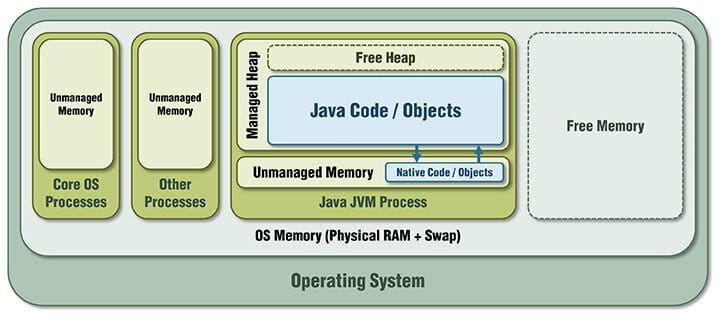 Unmanaged
Memory
Core OS
Processes
Unmanaged
Memory
Other
Processes
Managed Heap
Free Heap
Java Code / Objects
Unmanaged Memory
Native Code / Objects
Java JVM Process
Free Memory
OS Memory (Physical RAM + Swap)
Operating System